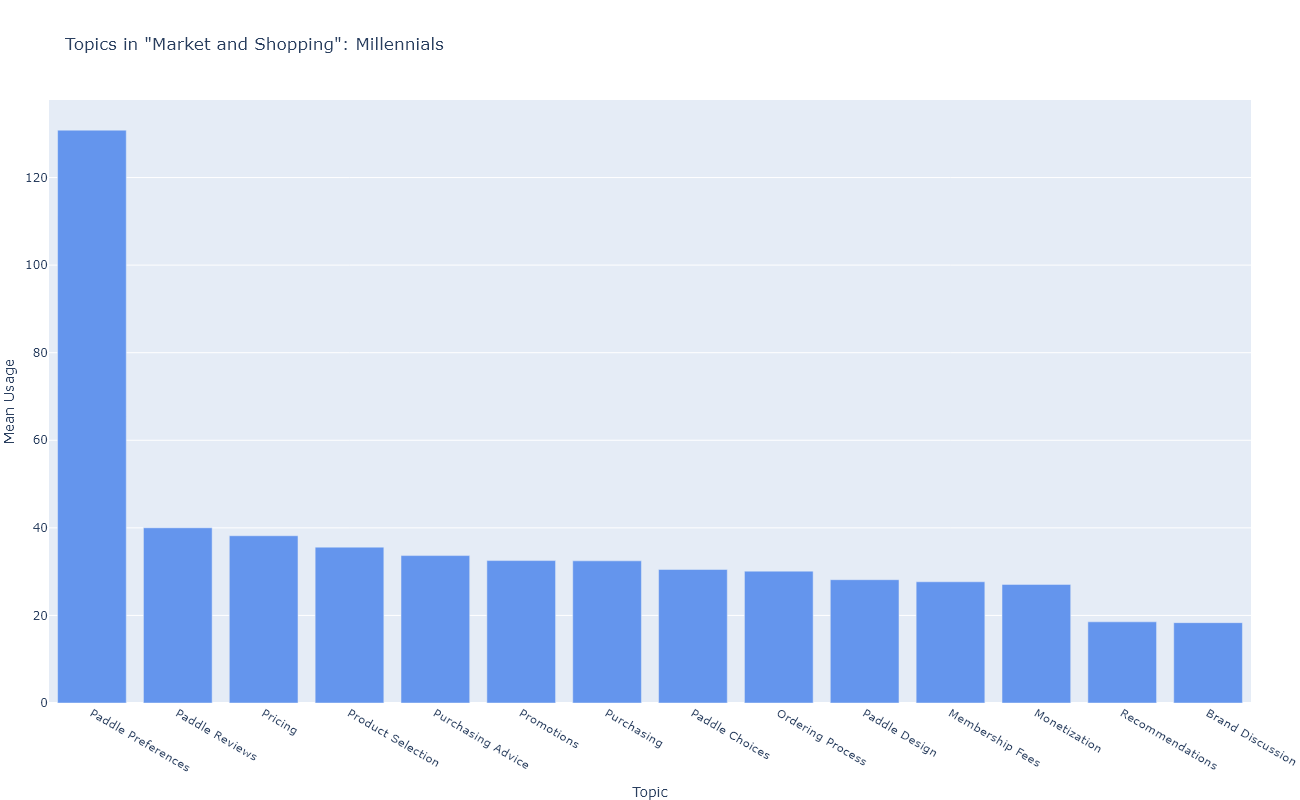 Topics in "Market and Shopping": Millennials
Mean Usage
120
100
80
60
40
20
0
Paddle Preferences
Paddle Reviews
Pricing
Product Selection
Purchasing Advice
Promotions
Purchasing
Paddle Choices
Ordering Process
Paddle Design
Membership Fees
Monetization
Recommendations
Brand Discussion
Topic